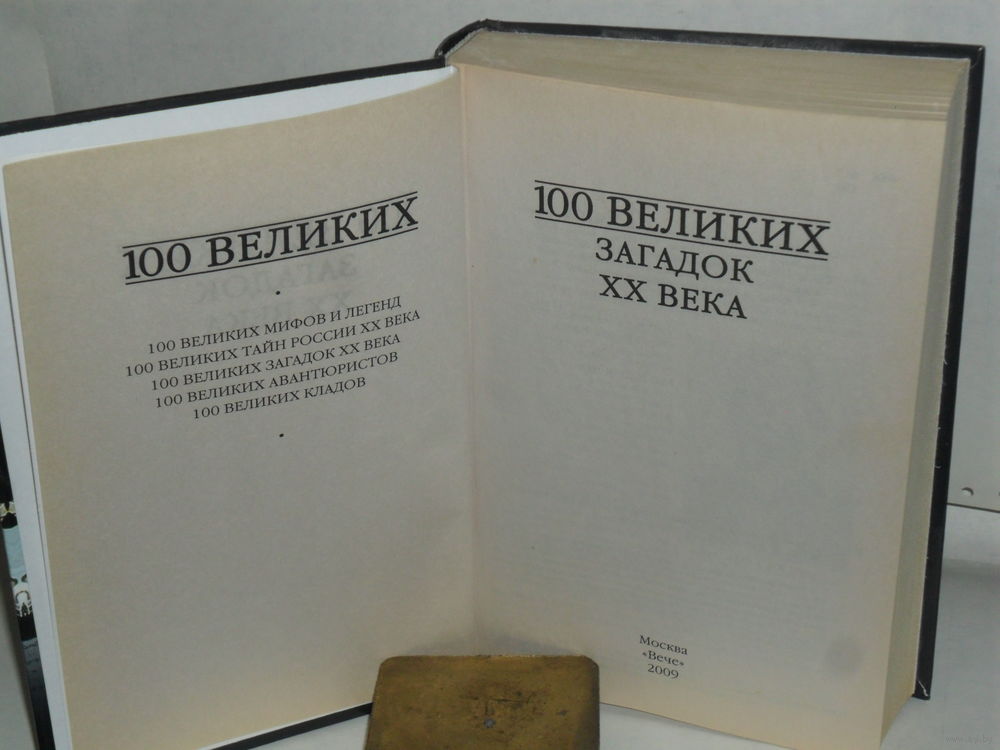 100 ВЕЛИКИХ
100 ВЕЛИКИХ МИФОВ И ЛЕГЕНД
100 ВЕЛИКИХ ТАЙН РОССИИ XX ВЕКА
100 ВЕЛИКИХ ЗАГАДОК XX ВЕКА
100 ВЕЛИКИХ АВАНТЮРИСТОВ
100 ВЕЛИКИХ КЛАДОВ
100 ВЕЛИКИХ
ЗАГАДОК
XX ВЕКА
Москва
«Вече»
2009